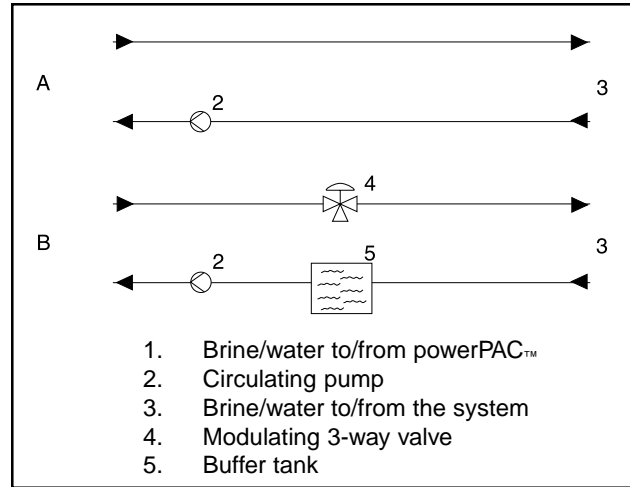 A
2
3
4
B
2
5
3
1. Brine/water to/from powerPAC™
2. Circulating pump
3. Brine/water to/from the system
4. Modulating 3-way valve
5. Buffer tank